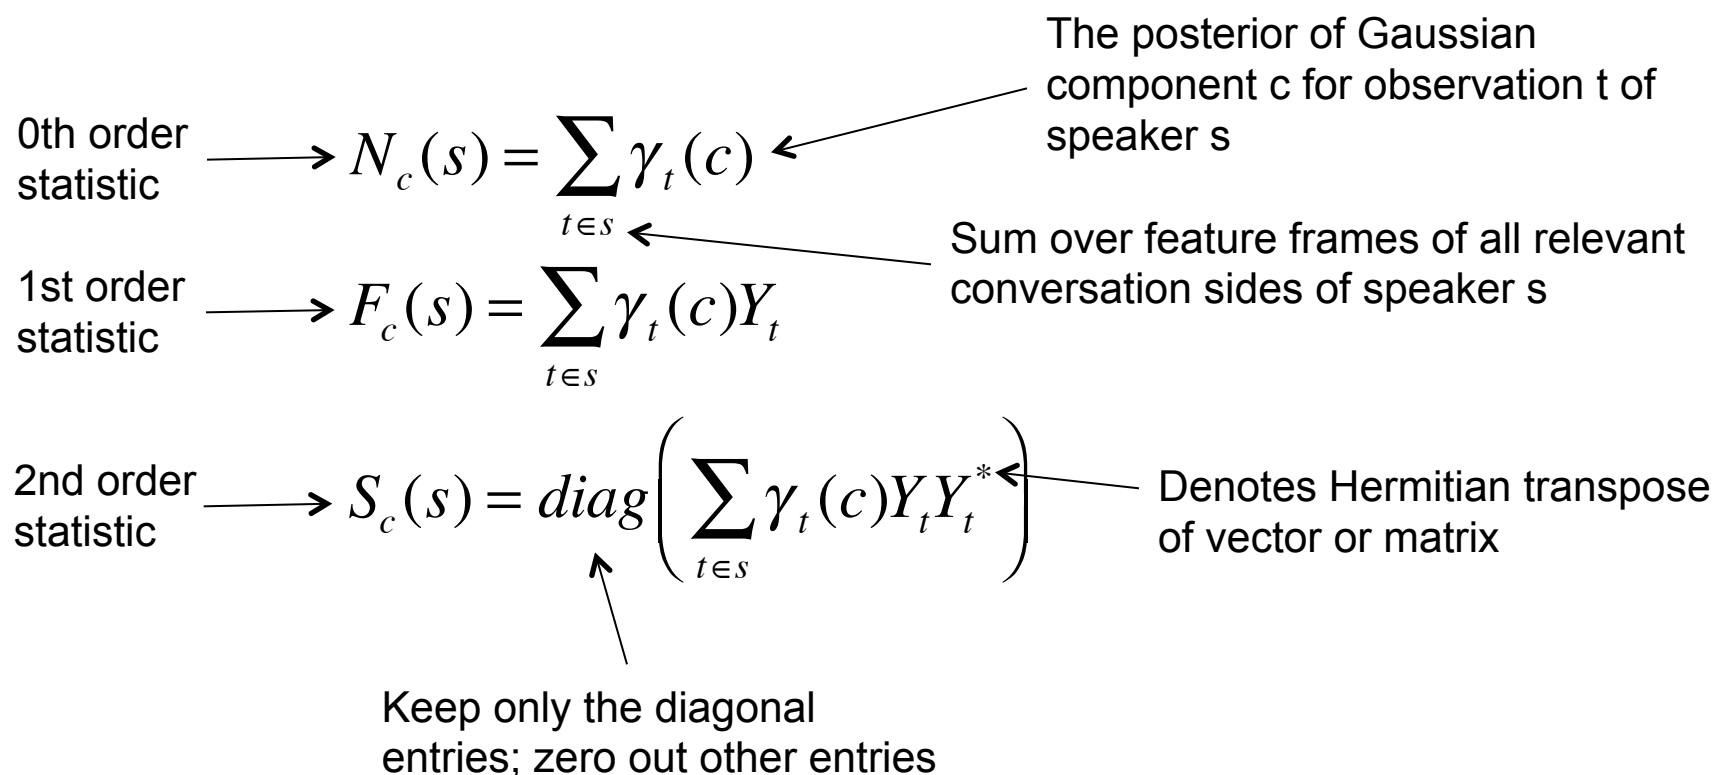 The posterior of Gaussian
component c for observation t of
speaker s
0th order
statistic
N_c(s) = ∑_{t∈s} γ_t(c)
Sum over feature frames of all relevant
conversation sides of speaker s
1st order
statistic
F_c(s) = ∑_{t∈s} γ_t(c)Y_t
2nd order
statistic
S_c(s) = diag(∑_{t∈s} γ_t(c)Y_tY_t^*)
Denotes Hermitian transpose
of vector or matrix
Keep only the diagonal
entries; zero out other entries